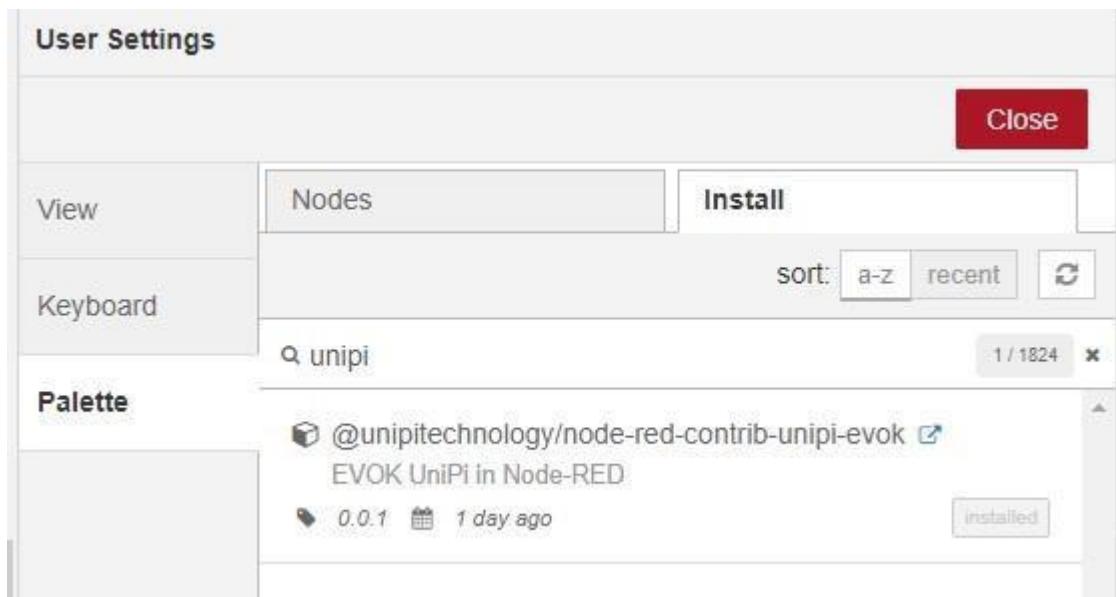 User Settings
Close
View
Nodes
Install
sort: a-z recent
Keyboard
unipi
1 / 1824
Palette
@unipitechnology/node-red-contrib-unipi-evok
EVOK UniPi in Node-RED
0.0.1 1 day ago
installed